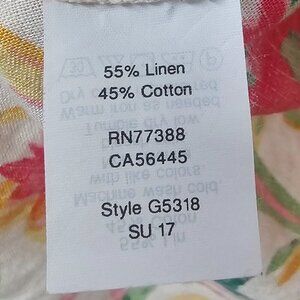 55% Linen
45% Cotton
RN77388
CA56445
Style G5318
SU 17